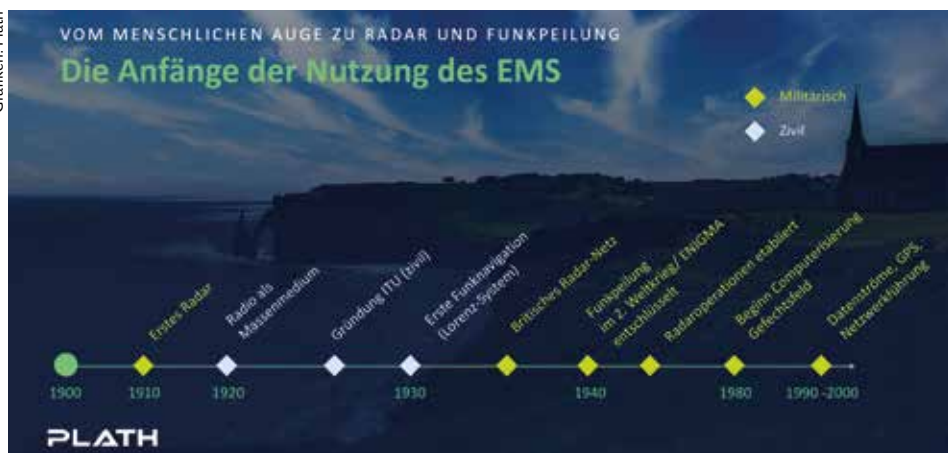 Grafiken: Plath
VOM MENSCHLICHEN AUGE ZU RADAR UND FUNKPEILUNG
Die Anfänge der Nutzung des EMS
Militärisch
Zivil
Erstes Radar
Radio als
Massenmedium
Gründung ITU (zivil)
Erste Funknavigation
(Lorenz-System)
Britisches Radar-Netz
Funkpeilung
im 2. Weltkrieg/ ENIGMA
entschlüsselt
Radaroperationen etabliert
Beginn Computerisierung
Gefechtsfeld
Datenströme, GPS,
Netzwerkführung
1900
1910
1920
1930
1940
1980
1990 -2000
PLATH